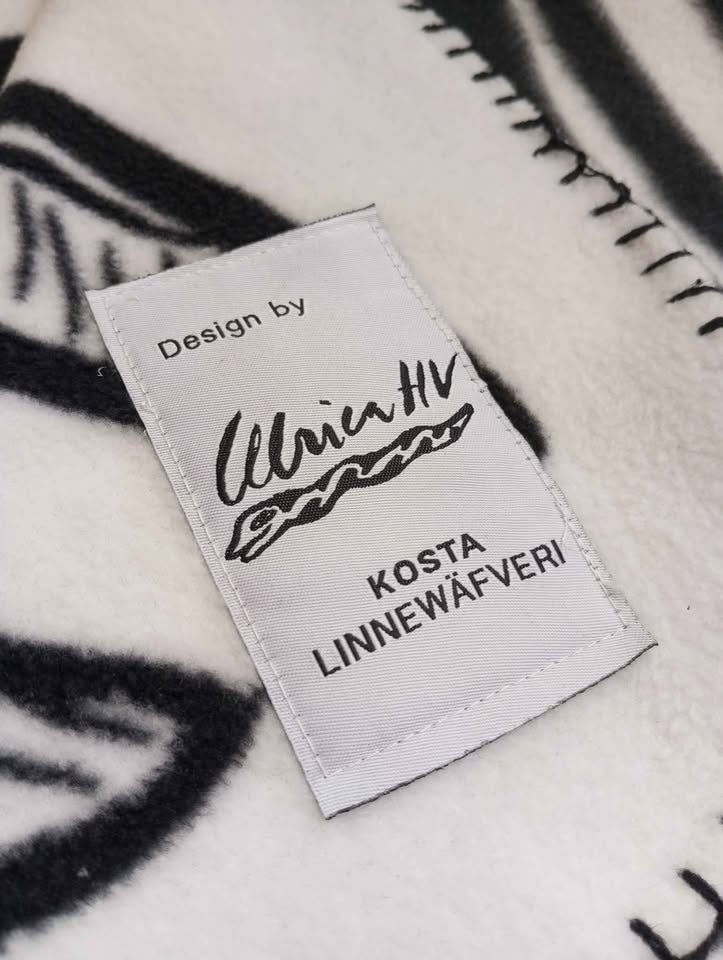 Design by
Ulrica HV
KOSTA
LINNEWÄFVERI